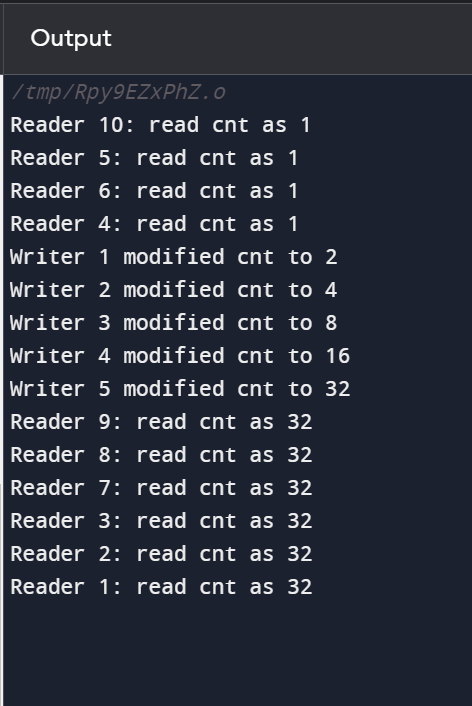 Output
/tmp/Rpy9EZxPhZ.o
Reader 10: read cnt as 1
Reader 5: read cnt as 1
Reader 6: read cnt as 1
Reader 4: read cnt as 1
Writer 1 modified cnt to 2
Writer 2 modified cnt to 4
Writer 3 modified cnt to 8
Writer 4 modified cnt to 16
Writer 5 modified cnt to 32
Reader 9: read cnt as 32
Reader 8: read cnt as 32
Reader 7: read cnt as 32
Reader 3: read cnt as 32
Reader 2: read cnt as 32
Reader 1: read cnt as 32